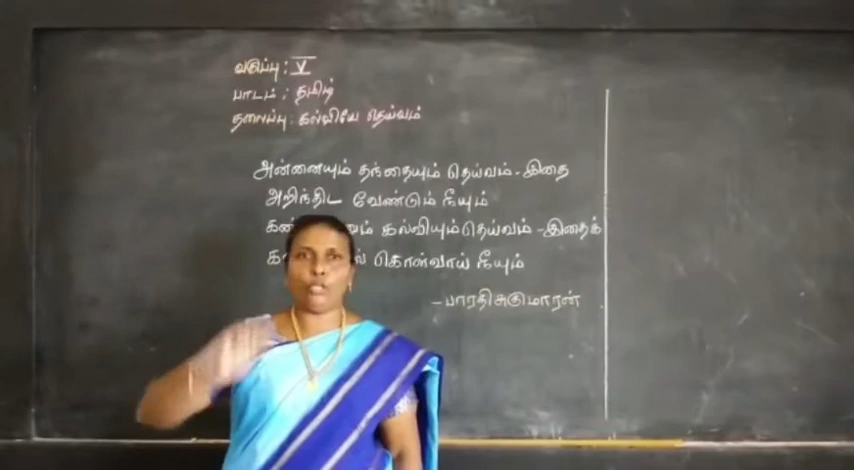 வகுப்பு : V
பாடம் : தமிழ்
தலைப்பு : கல்வியே தெய்வம்
அன்னையும் தந்தையும் தெய்வம் - இதை
அறிந்திட வேண்டும் நீயும்
கல்வியும் தெய்வம் - இதைக்
கொள்வாய் நீயும்
- பாரதி சுகுமாரன்